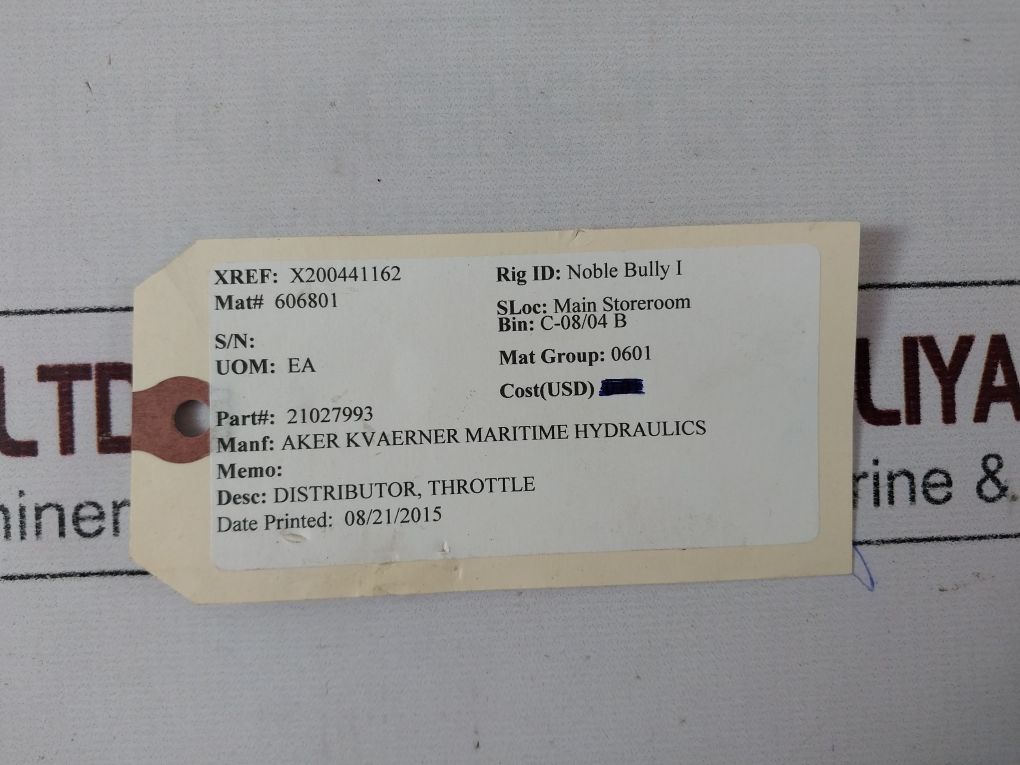 XREF: X200441162
Mat# 606801
S/N:
UOM: EA
Rig ID: Noble Bully I
SLoc: Main Storeroom
Bin: C-08/04 B
Mat Group: 0601
Cost(USD)
Part#: 21027993
Manf: AKER KVAERNER MARITIME HYDRAULICS
Memo:
Desc: DISTRIBUTOR, THROTTLE
Date Printed: 08/21/2015
LTD
LIYA
rine &